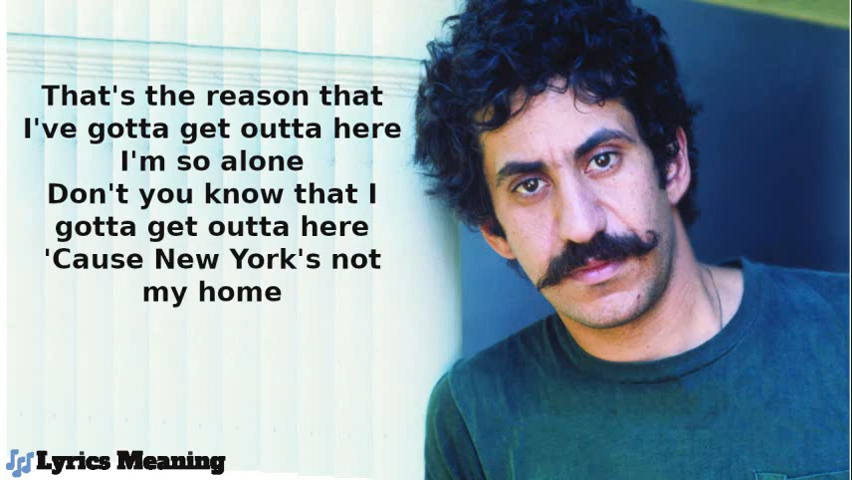 That's the reason that
I've gotta get outta here
I'm so alone
Don't you know that I
gotta get outta here
'Cause New York's not
my home
Lyrics Meaning